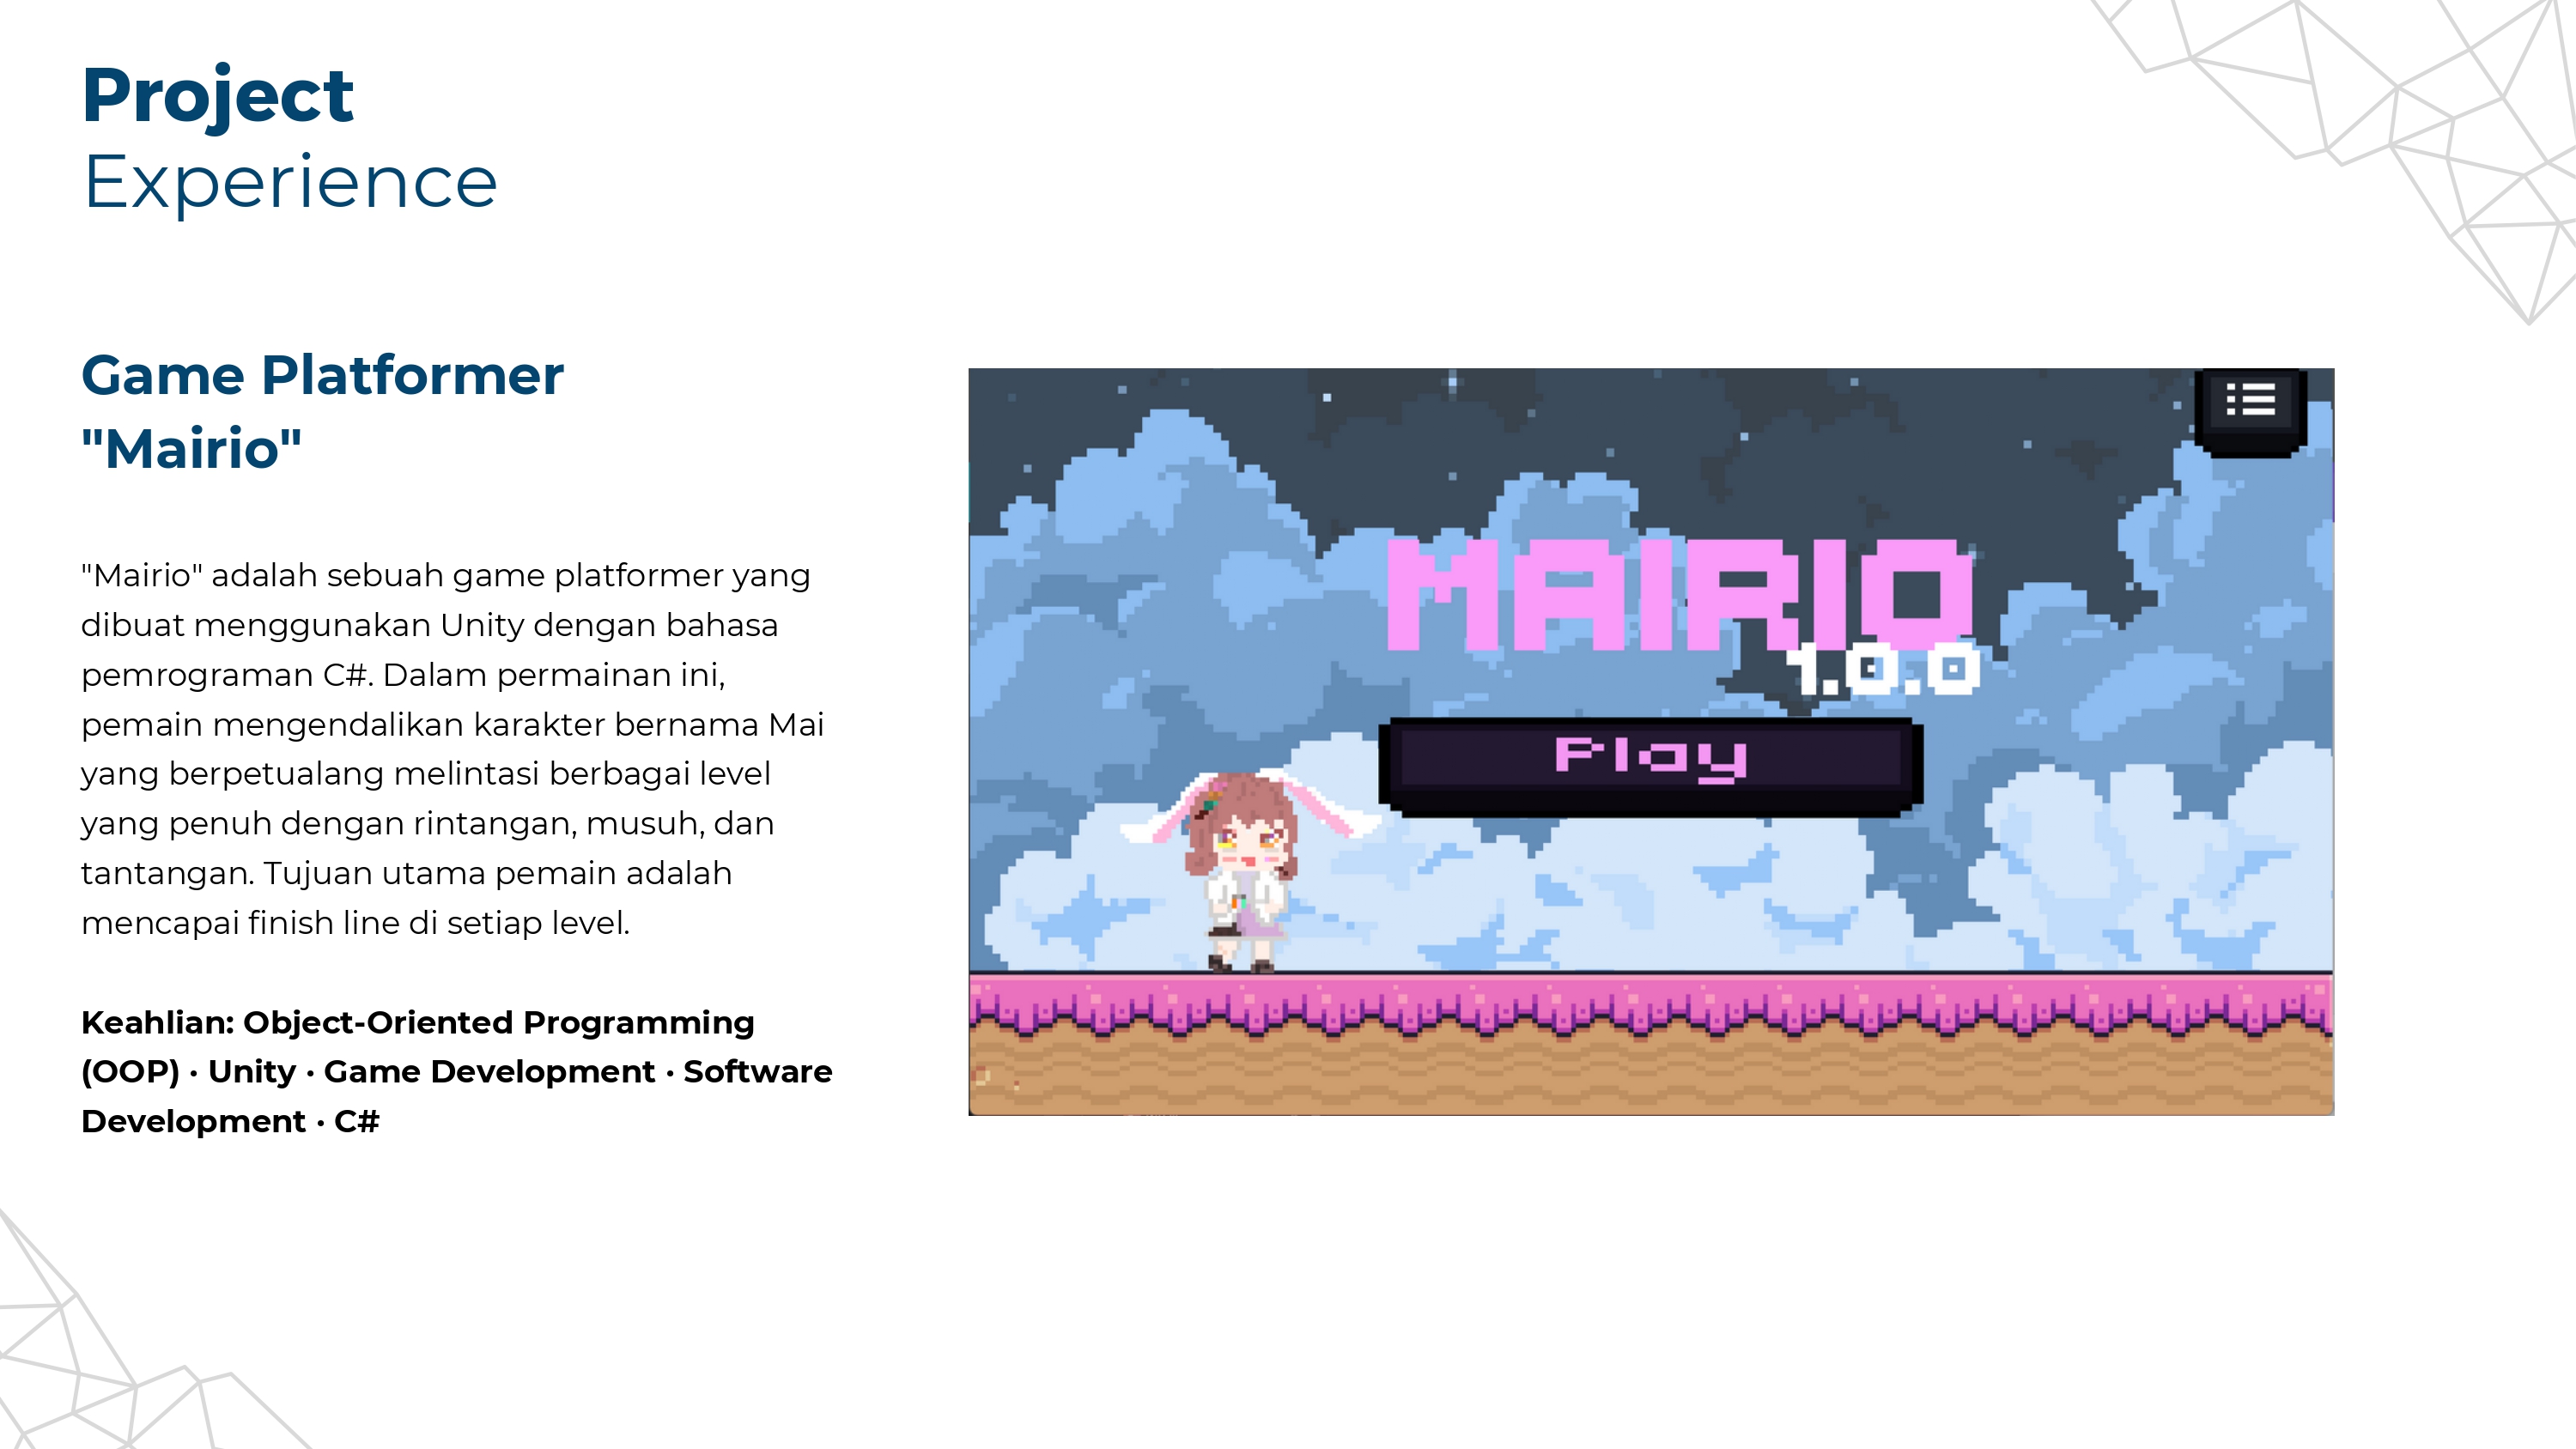 Project
Experience
Game Platformer
"Mairio"
"Mairio" adalah sebuah game platformer yang
dibuat menggunakan Unity dengan bahasa
pemrograman C#. Dalam permainan ini,
pemain mengendalikan karakter bernama Mai
yang berpetualang melintasi berbagai level
yang penuh dengan rintangan, musuh, dan
tantangan. Tujuan utama pemain adalah
mencapai finish line di setiap level.
Keahlian: Object-Oriented Programming
(OOP) · Unity · Game Development · Software
Development · C#
MAIRIO
1.0.0
Play